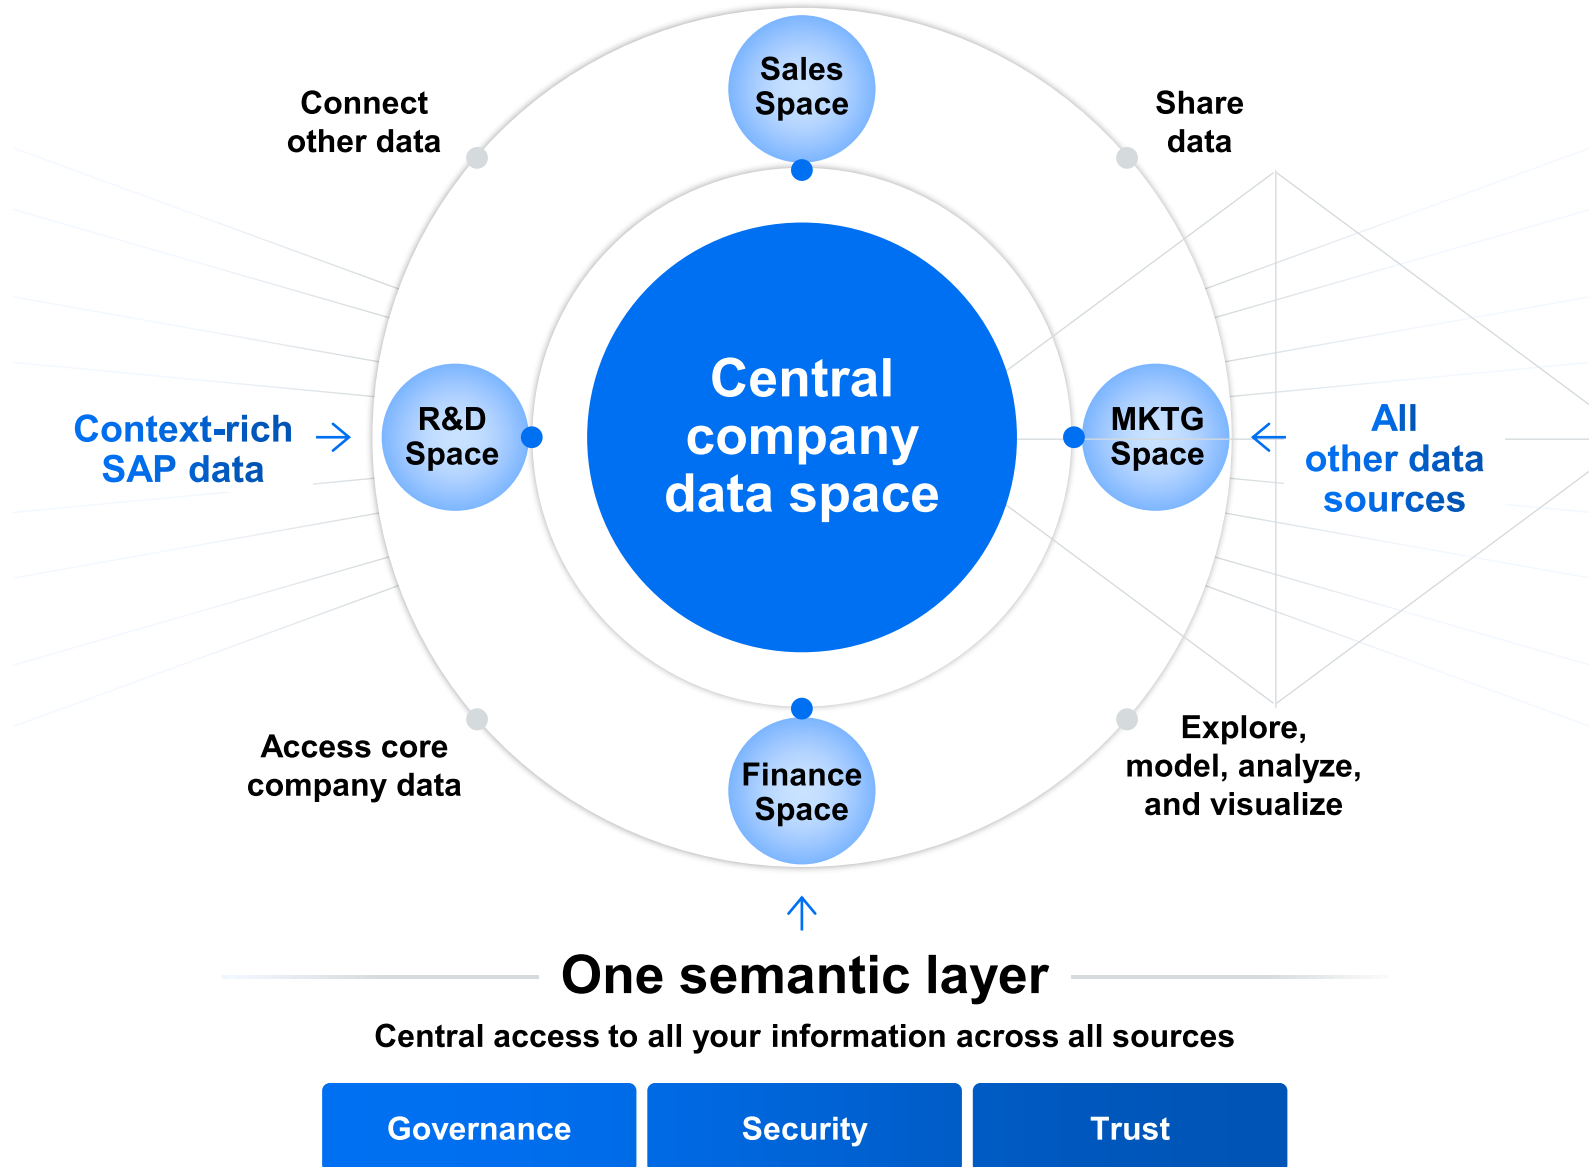 Sales
Space
Connect
other data
Share
data
Central
company
data space
R&D
Space
MKTG
Space
Context-rich
SAP data
All
other data
sources
Access core
company data
Finance
Space
Explore,
model, analyze,
and visualize
One semantic layer
Central access to all your information across all sources
Governance
Security
Trust